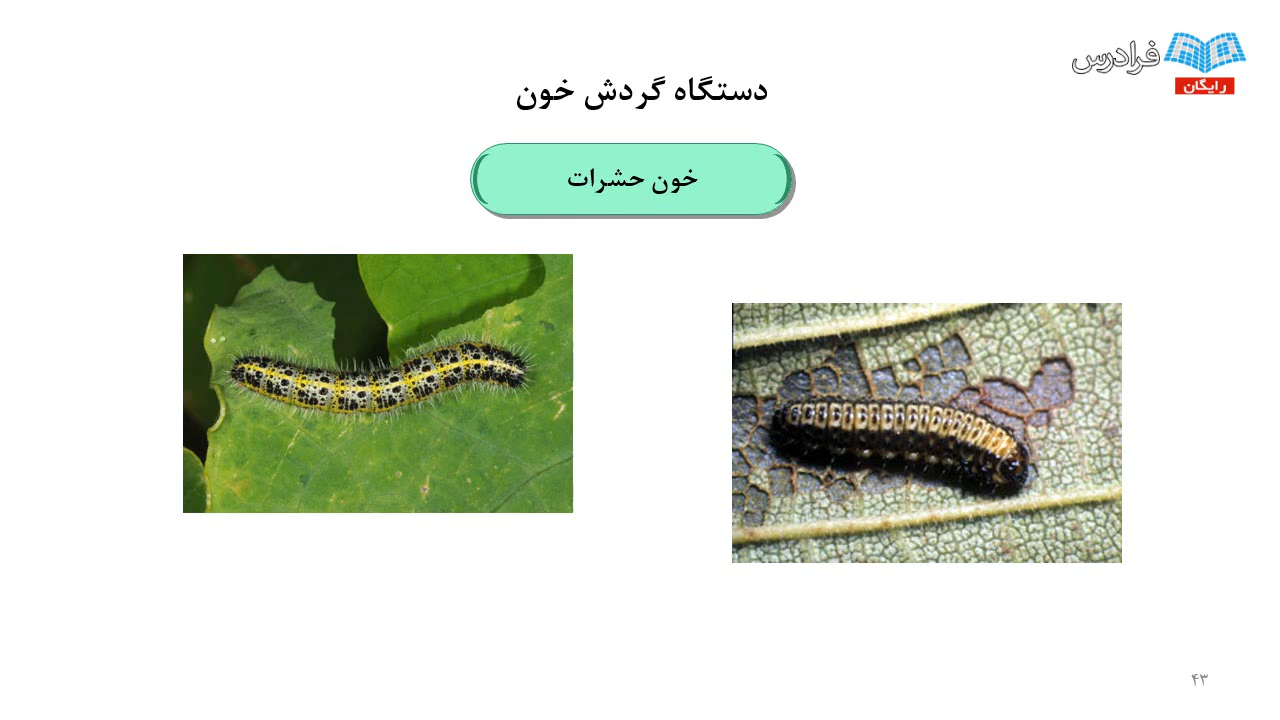 فرادرس
رایگان
دستگاه گردش خون
خون حشرات
۴۳